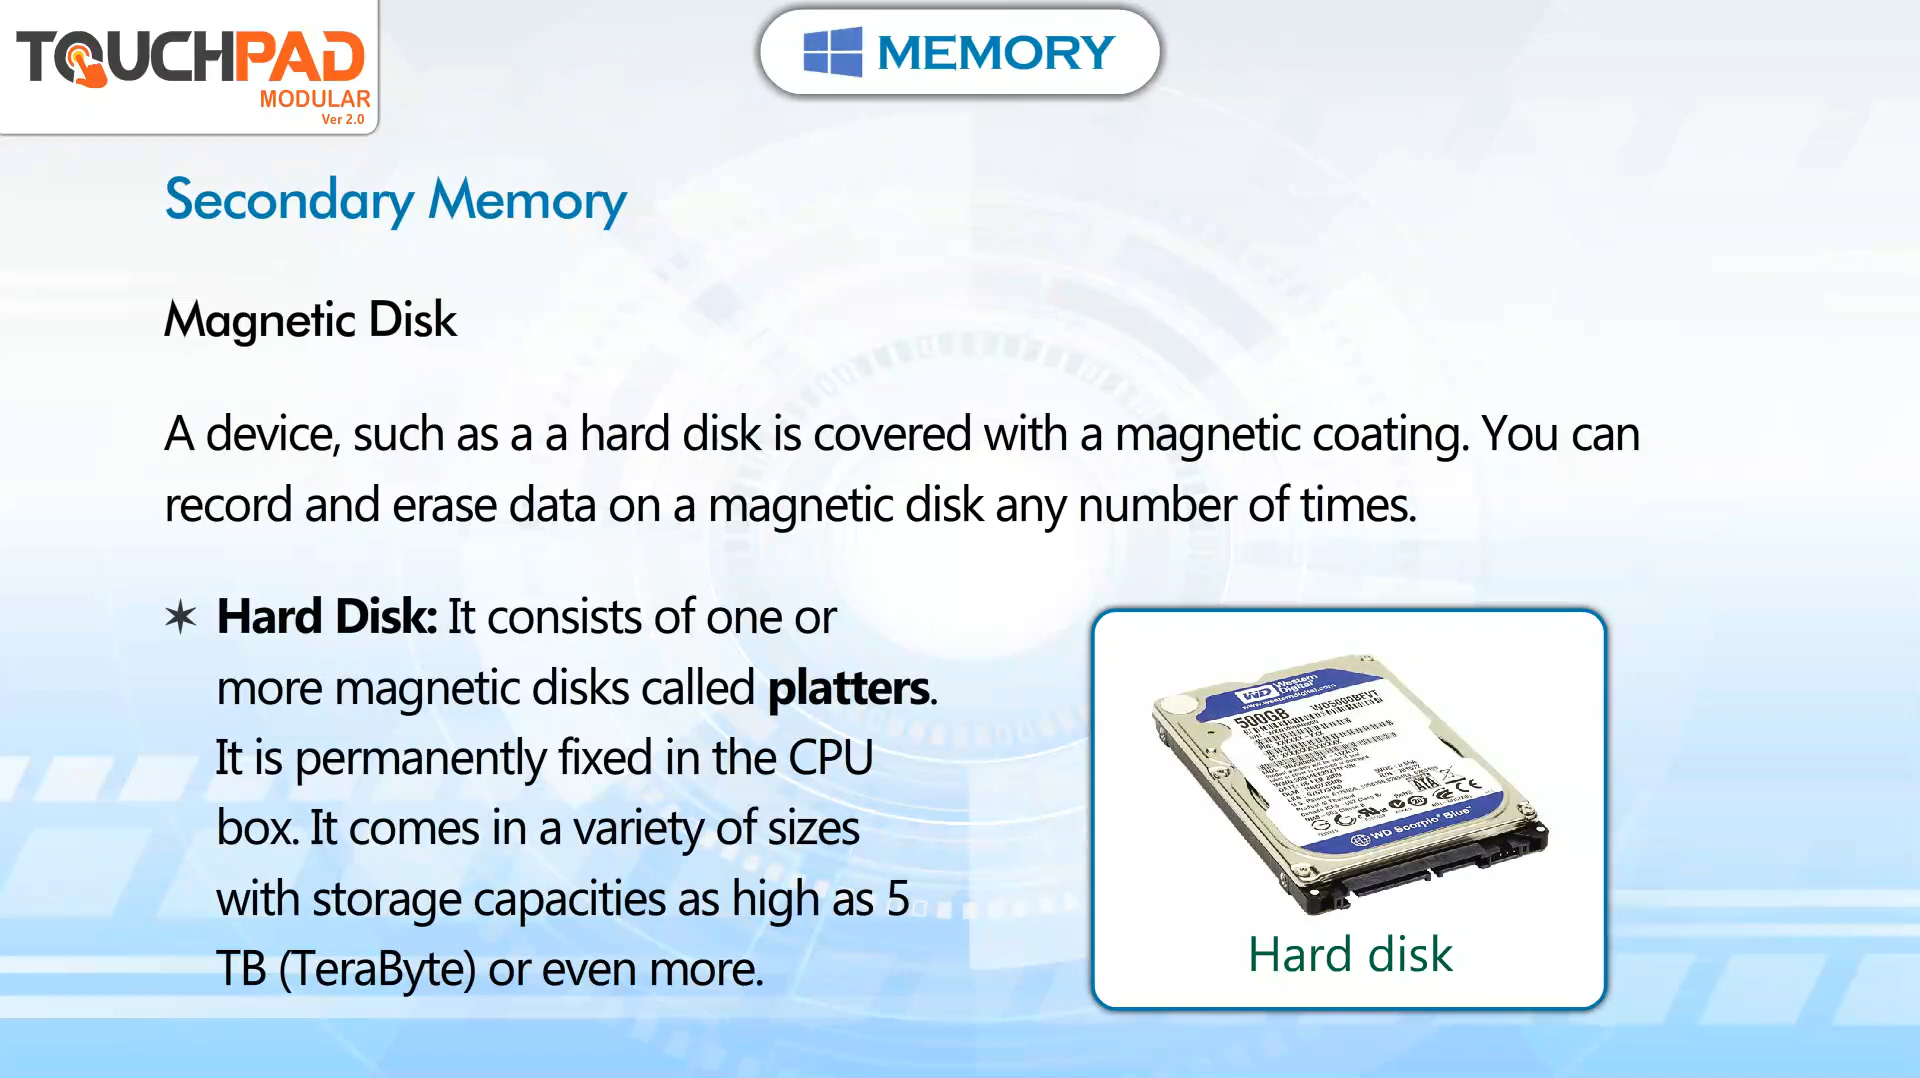 TOUCHPAD
MODULAR
Ver 2.0
MEMORY
Secondary Memory
Magnetic Disk
A device, such as a a hard disk is covered with a magnetic coating. You can
record and erase data on a magnetic disk any number of times.
✶ Hard Disk: It consists of one or
more magnetic disks called platters.
It is permanently fixed in the CPU
box. It comes in a variety of sizes
with storage capacities as high as 5
TB (TeraByte) or even more.
WD Western
Digital
500GB
WD Scorpio Blue
Hard disk